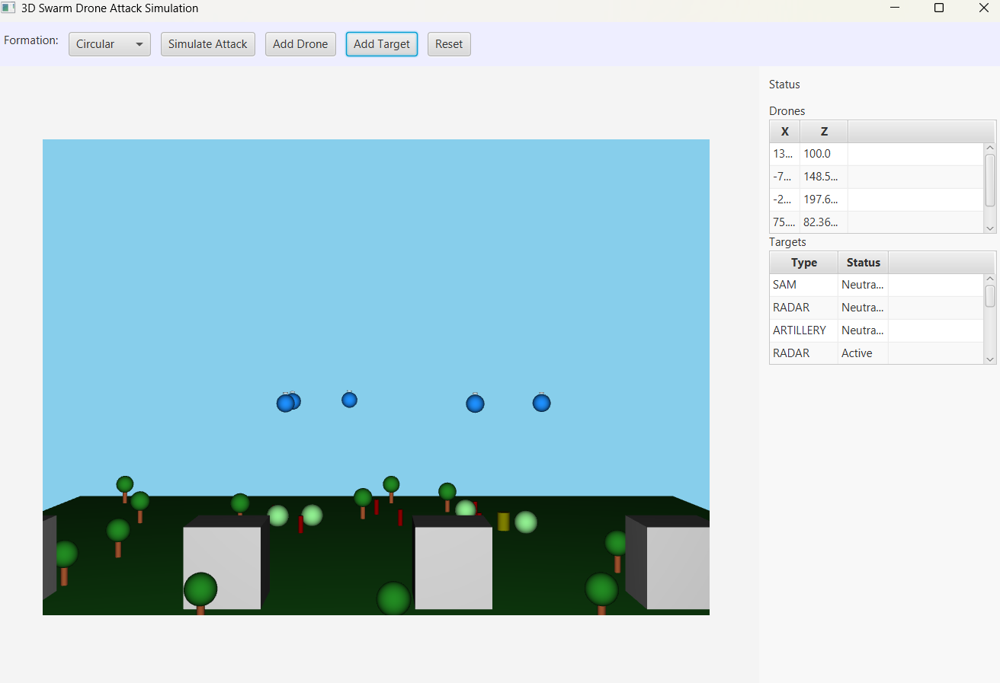 3D Swarm Drone Attack Simulation
Formation: Circular Simulate Attack Add Drone Add Target Reset
Status
Drones
X Z
13... 100.0
-7... 148.5...
-2... 197.6...
75.... 82.36...
Targets
Type Status
SAM Neutra...
RADAR Neutra...
ARTILLERY Neutra...
RADAR Active